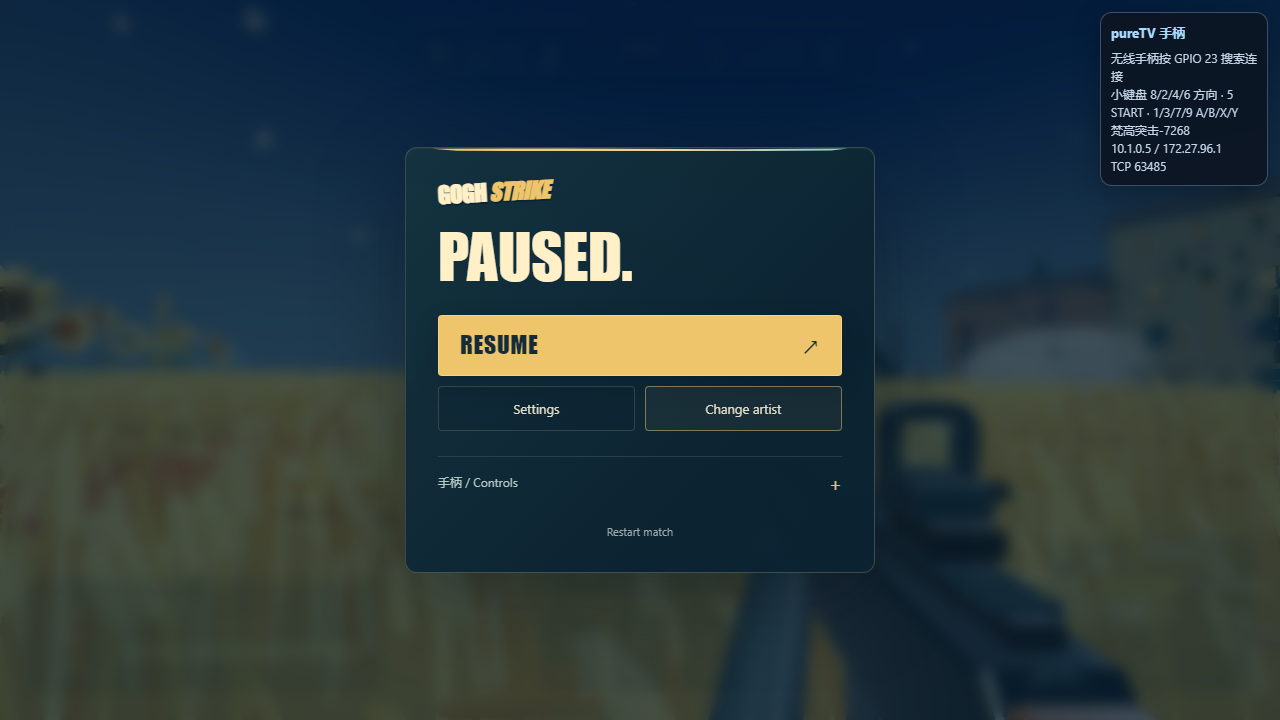 GOGH STRIKE
PAUSED.
RESUME ↗
Settings
Change artist
手柄 / Controls +
Restart match
pureTV 手柄
无线手柄按 GPIO 23 搜索连
接
小键盘 8/2/4/6 方向 · 5
START · 1/3/7/9 A/B/X/Y
梵高突击-7268
10.1.0.5 / 172.27.96.1
TCP 63485